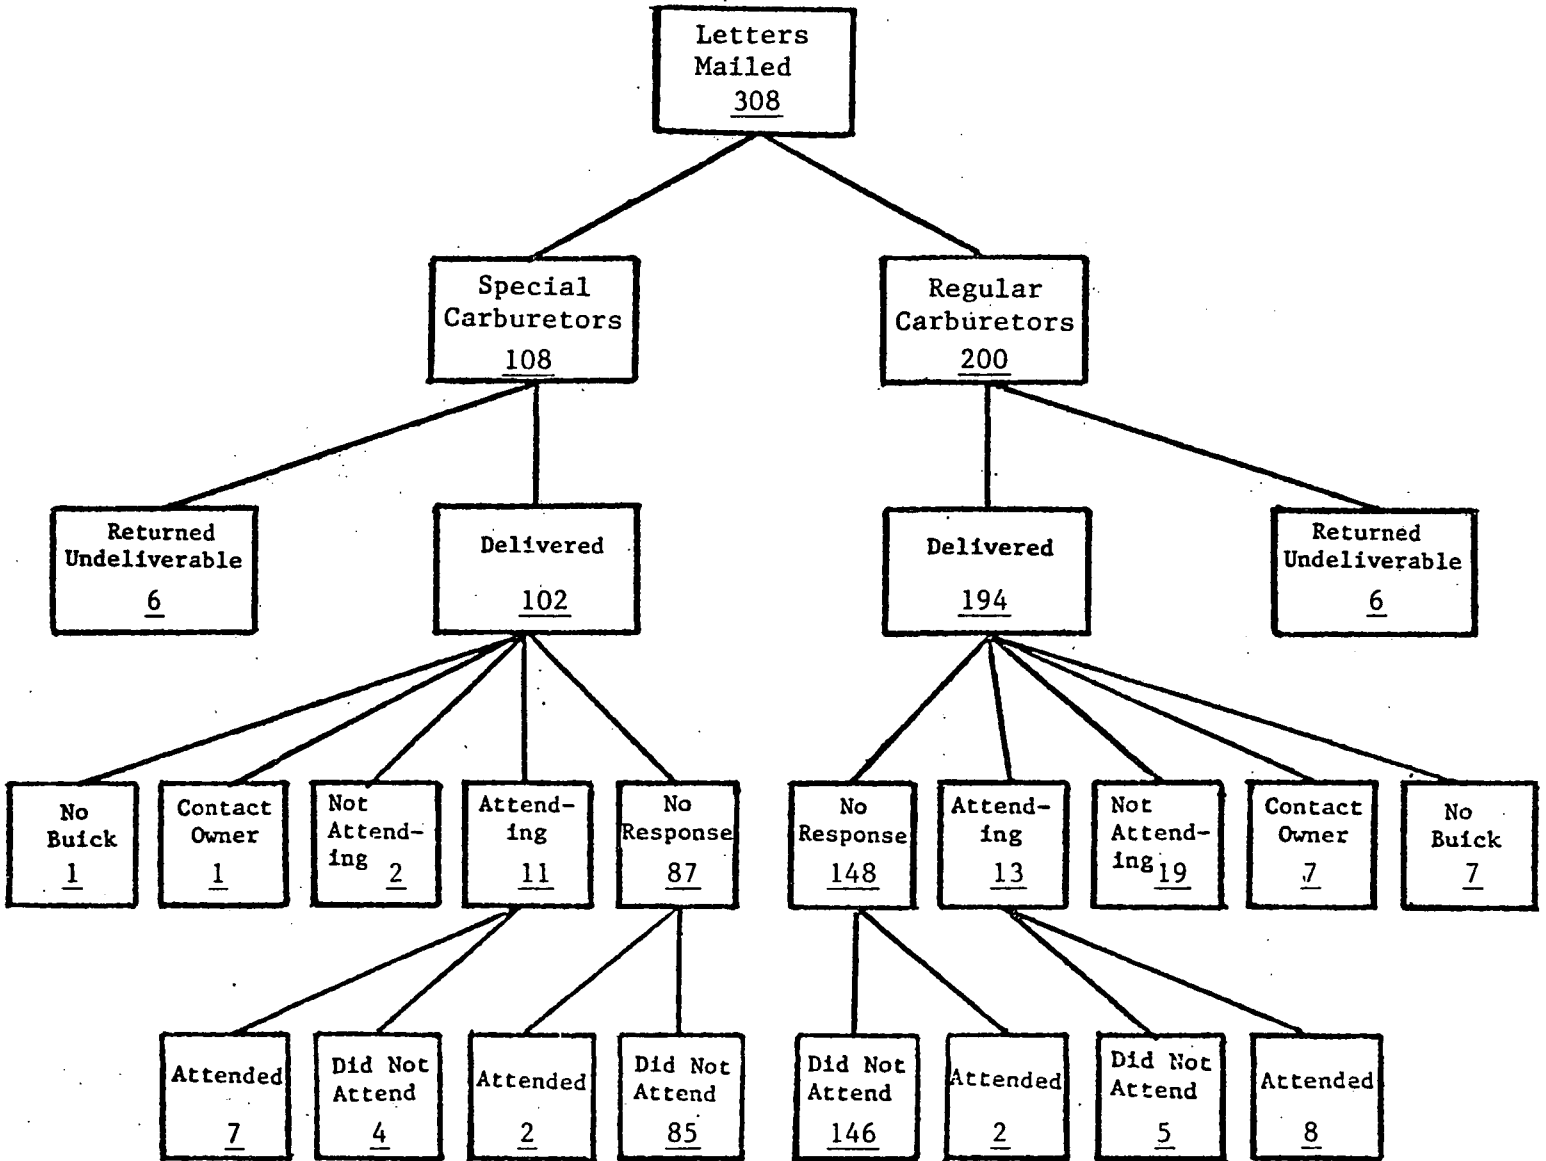 Letters
Mailed
308
Special
Carburetors
108
Regular
Carburetors
200
Returned
Undeliverable
6
Delivered
102
Delivered
194
Returned
Undeliverable
6
No
Buick
1
Contact
Owner
1
Not
Attend-
ing 2
Attend-
ing
11
No
Response
87
No
Response
148
Attend-
ing
13
Not
Attend-
ing 19
Contact
Owner
7
No
Buick
7
Attended
7
Did Not
Attend
4
Attended
2
Did Not
Attend
85
Did Not
Attend
146
Attended
2
Did Not
Attend
5
Attended
8